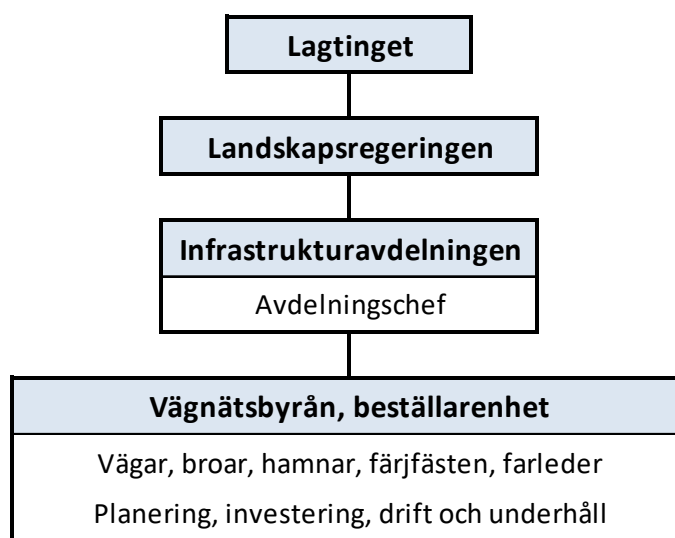 Lagtinget
Landskapsregeringen
Infrastrukturavdelningen
Avdelningschef
Vägnätsbyrån, beställarenhet
Vägar, broar, hamnar, färjfästen, farleder
Planering, investering, drift och underhåll